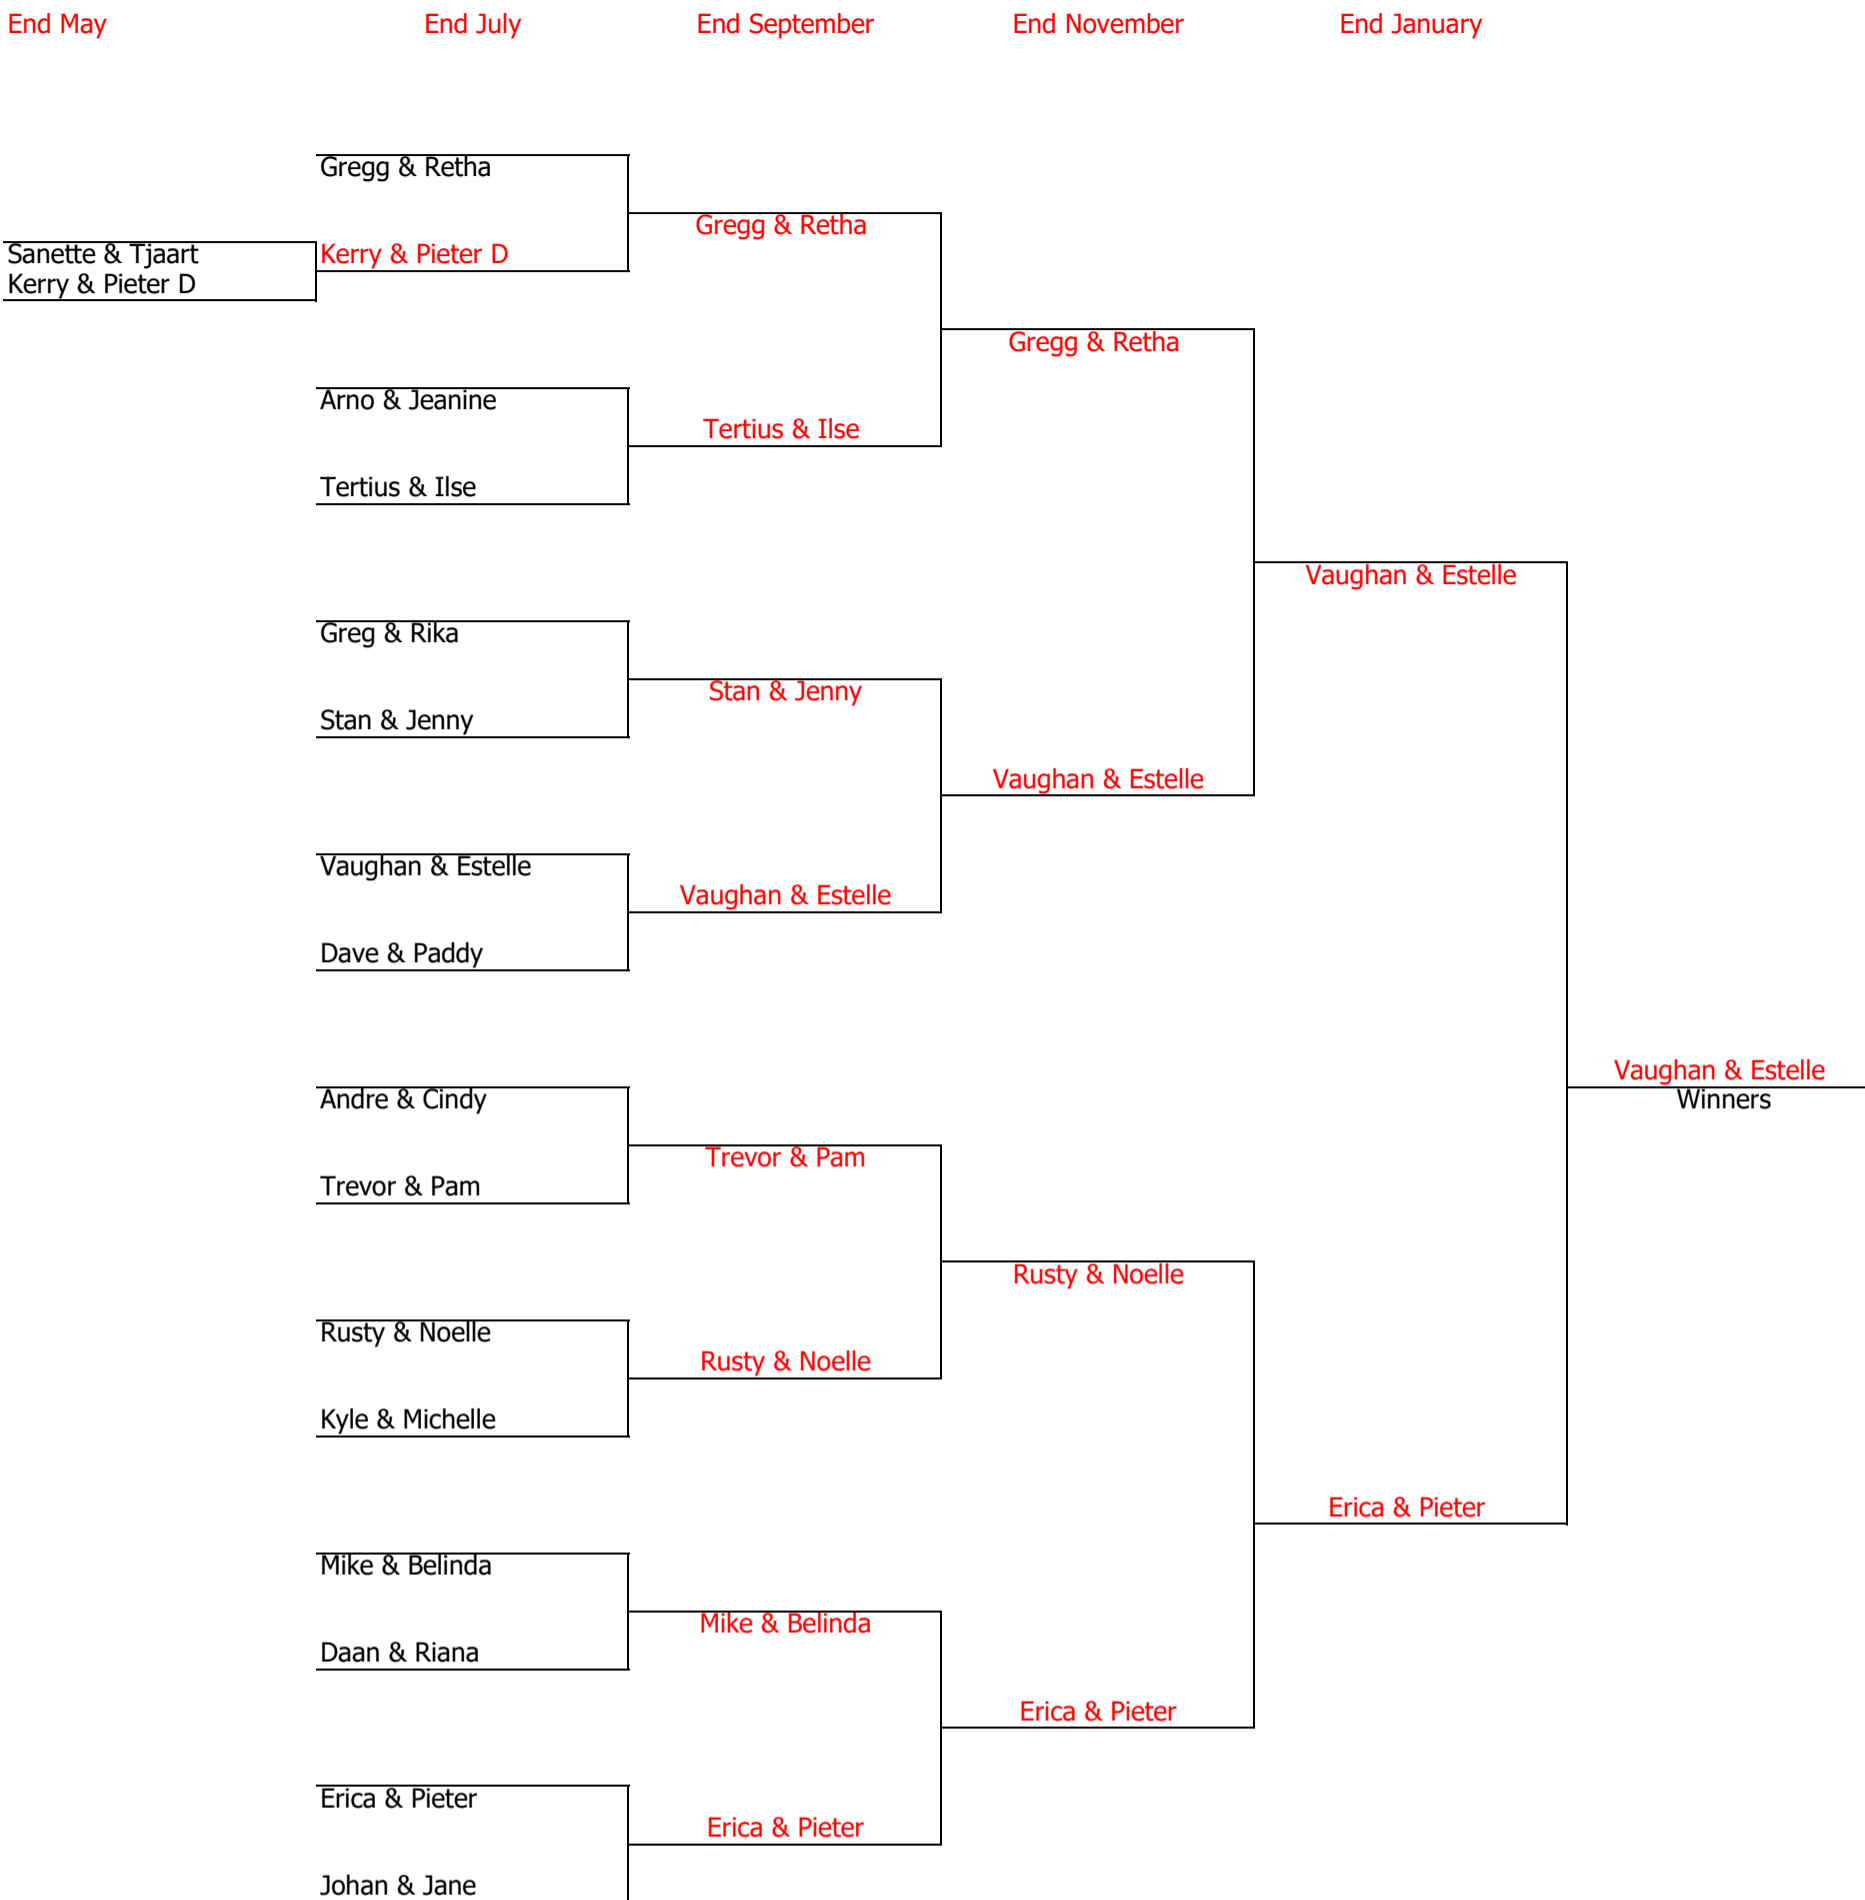 End May End July End September End November End January
Gregg & Retha
Gregg & Retha
Sanette & Tjaart Kerry & Pieter D
Kerry & Pieter D
Gregg & Retha
Arno & Jeanine
Tertius & Ilse
Tertius & Ilse
Vaughan & Estelle
Greg & Rika
Stan & Jenny
Stan & Jenny
Vaughan & Estelle
Vaughan & Estelle
Vaughan & Estelle
Dave & Paddy
Vaughan & Estelle
Andre & Cindy Winners
Trevor & Pam
Trevor & Pam
Rusty & Noelle
Rusty & Noelle
Rusty & Noelle
Kyle & Michelle
Erica & Pieter
Mike & Belinda
Mike & Belinda
Daan & Riana
Erica & Pieter
Erica & Pieter
Erica & Pieter
Johan & Jane